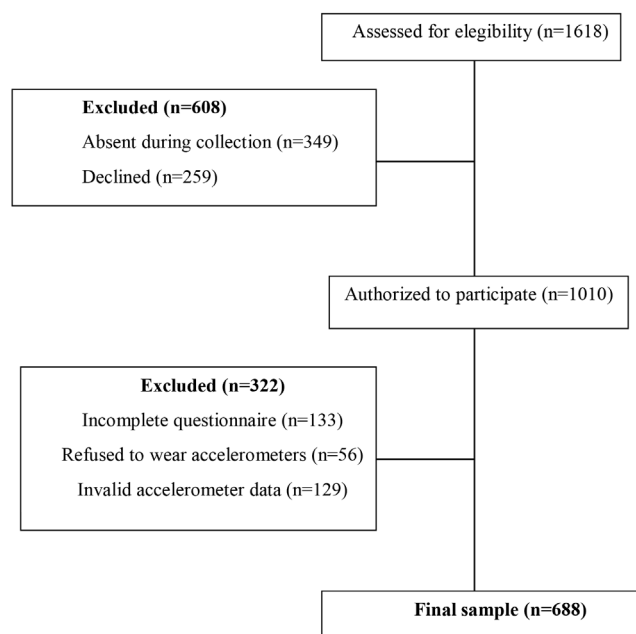 Assessed for elegibility (n=1618)
Excluded (n=608)
Absent during collection (n=349)
Declined (n=259)
Authorized to participate (n=1010)
Excluded (n=322)
Incomplete questionnaire (n=133)
Refused to wear accelerometers (n=56)
Invalid accelerometer data (n=129)
Final sample (n=688)